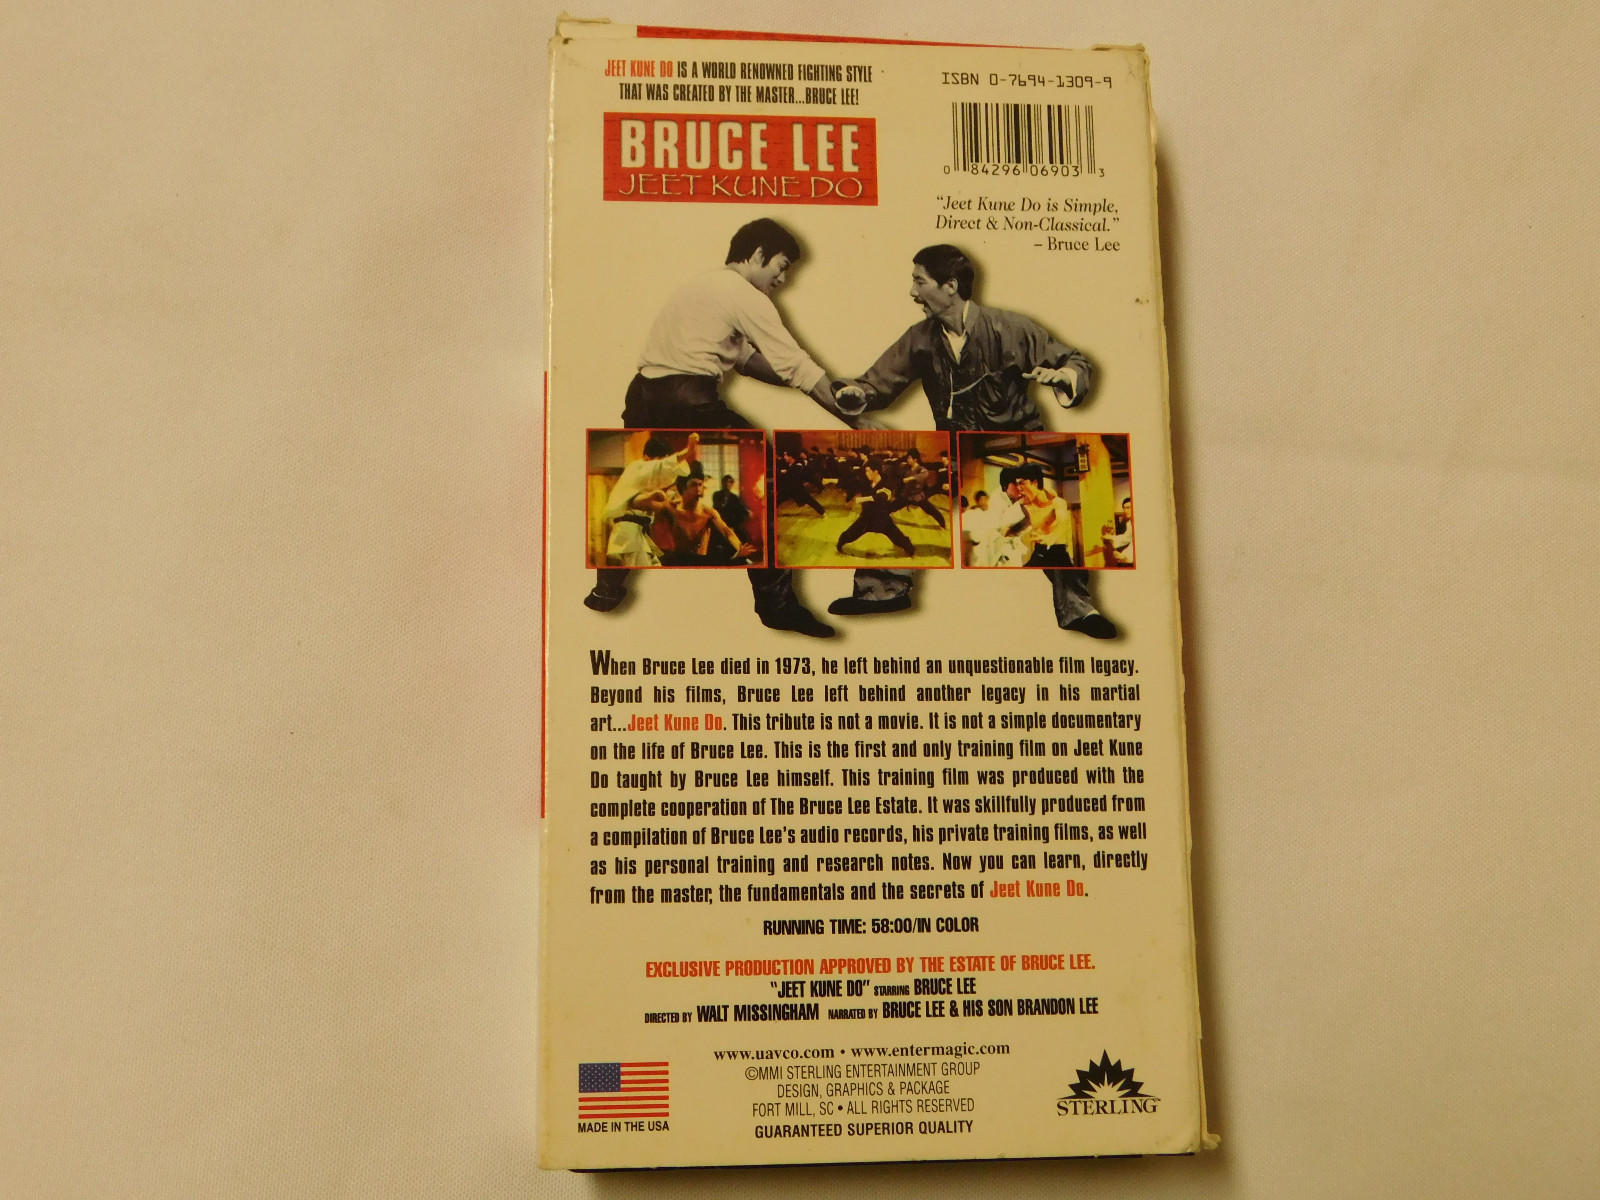 JEET KUNE DO IS A WORLD RENOWNED FIGHTING STYLE
THAT WAS CREATED BY THE MASTER...BRUCE LEE!
BRUCE LEE
JEET KUNE DO
ISBN 0-7694-1309-9
0 84296 06903 3
"Jeet Kune Do is Simple,
Direct & Non-Classical."
– Bruce Lee
When Bruce Lee died in 1973, he left behind an unquestionable film legacy.
Beyond his films, Bruce Lee left behind another legacy in his martial
art...Jeet Kune Do. This tribute is not a movie. It is not a simple documentary
on the life of Bruce Lee. This is the first and only training film on Jeet Kune
Do taught by Bruce Lee himself. This training film was produced with the
complete cooperation of The Bruce Lee Estate. It was skillfully produced from
a compilation of Bruce Lee's audio records, his private training films, as well
as his personal training and research notes. Now you can learn, directly
from the master, the fundamentals and the secrets of Jeet Kune Do.
RUNNING TIME: 58:00/IN COLOR
EXCLUSIVE PRODUCTION APPROVED BY THE ESTATE OF BRUCE LEE.
"JEET KUNE DO" STARRING BRUCE LEE
DIRECTED BY WALT MISSINGHAM NARRATED BY BRUCE LEE & HIS SON BRANDON LEE
www.uavco.com • www.entermagic.com
©MMI STERLING ENTERTAINMENT GROUP
DESIGN, GRAPHICS & PACKAGE
FORT MILL, SC • ALL RIGHTS RESERVED
GUARANTEED SUPERIOR QUALITY
MADE IN THE USA
STERLING